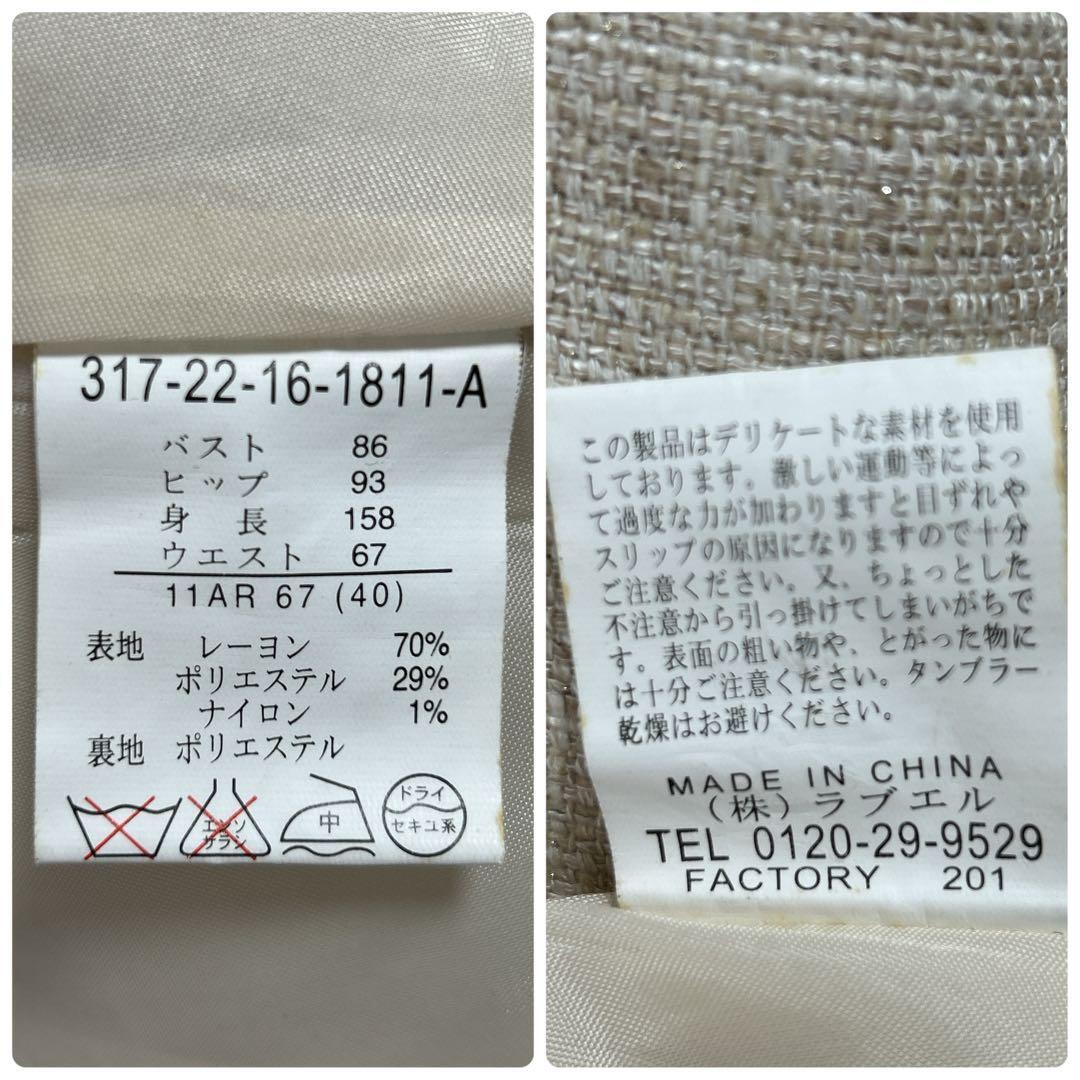 317-22-16-1811-A
バスト 86
ヒップ 93
身長 158
ウエスト 67
11AR 67 (40)
表地 レーヨン 70%
ポリエステル 29%
ナイロン 1%
裏地 ポリエステル
エンソ
サラシ
中
ドライ
セキユ系
この製品はデリケートな素材を使用
しております。激しい運動等によっ
て過度な力が加わりますと目ずれや
スリップの原因になりますので十分
ご注意ください。又、ちょっとした
不注意から引っ掛けてしまいがちで
す。表面の粗い物や、とがった物に
は十分ご注意ください。タンブラー
乾燥はお避けください。
MADE IN CHINA
(株)ラブエル
TEL 0120-29-9529
FACTORY 201